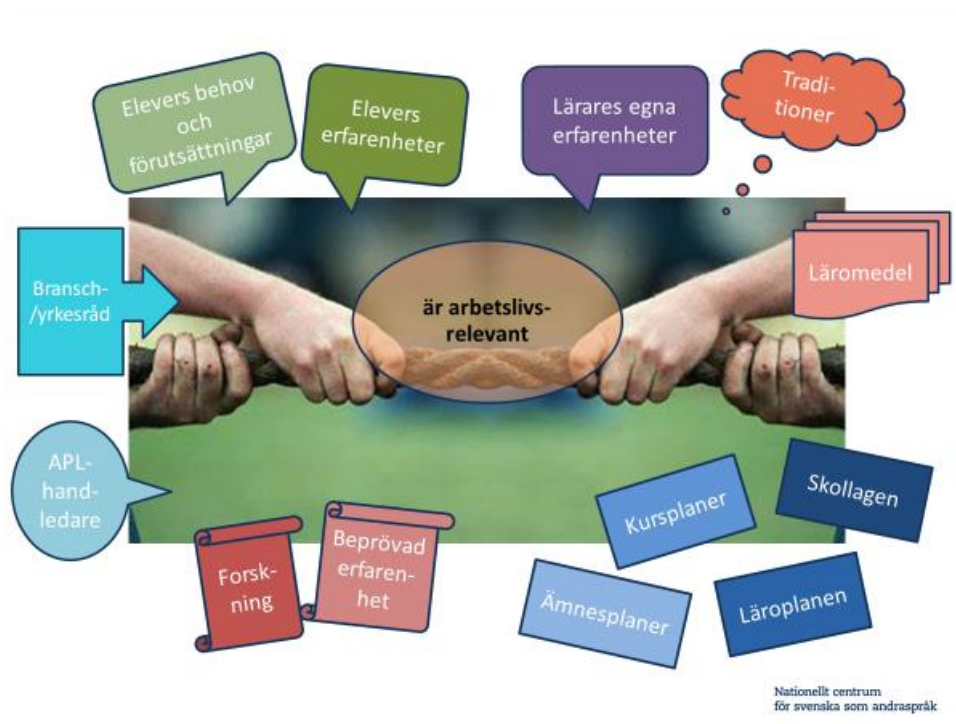 Elevers behov
och
förutsättningar
Elevers
erfarenheter
Lärares egna
erfarenheter
Tradi-
tioner
Bransch-
/yrkesråd
är arbetslivs-
relevant
Läromedel
APL-
hand-
ledare
Forsk-
ning
Beprövad
erfaren-
het
Kursplaner
Skollagen
Ämnesplaner
Läroplanen
Nationellt centrum
för svenska som andraspråk